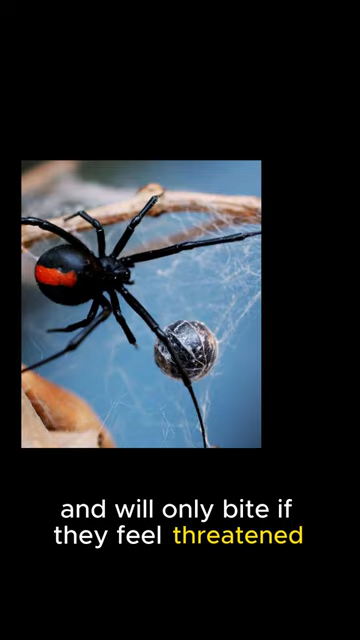 and will only bite if
they feel threatened